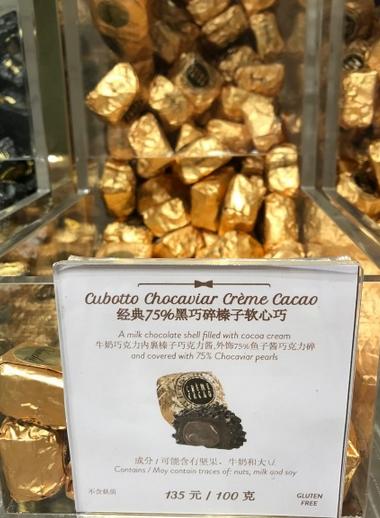 Cubotto Chocaviar Crème Cacao
经典75%黑巧碎榛子软心巧
A milk chocolate shell filled with cocoa cream
牛奶巧克力内裹榛子巧克力酱,外饰75%鱼子酱巧克力碎
and covered with 75% Chocaviar pearls
成分 / 可能含有坚果, 牛奶和大
Contains / May contain traces of: nuts, milk and soy
不含麸质
135 元 / 100 克
GLUTEN
FREE